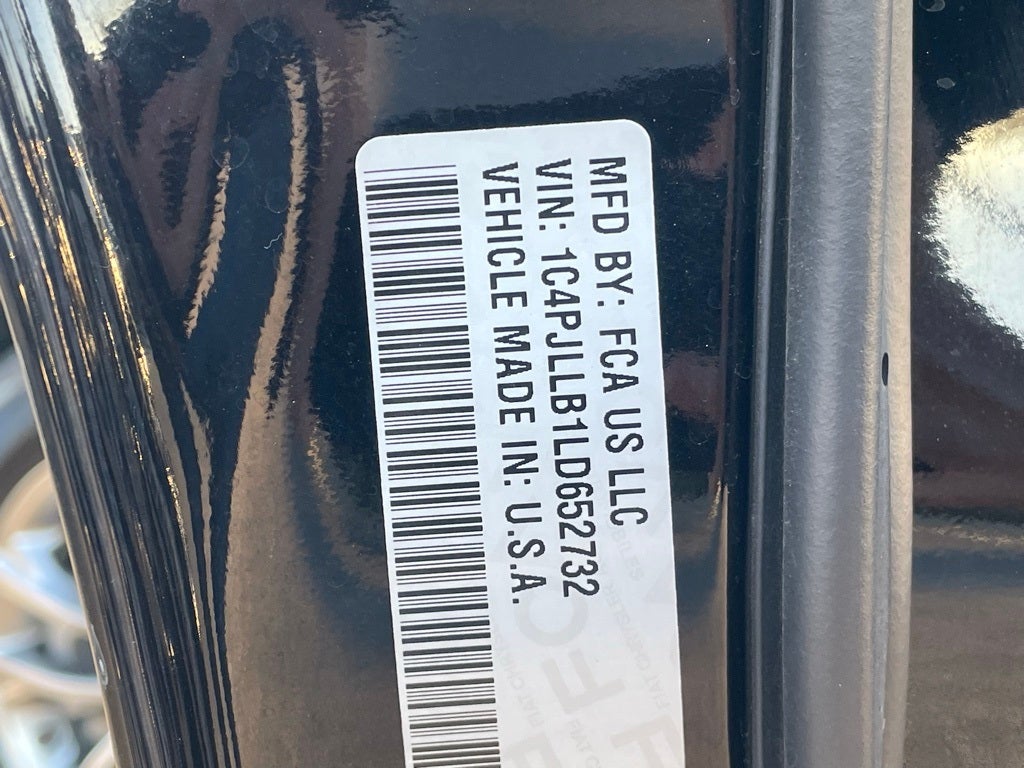 MFD BY: FCA US LLC
VIN: 1C4PJLLB1LD652732
VEHICLE MADE IN: U.S.A.